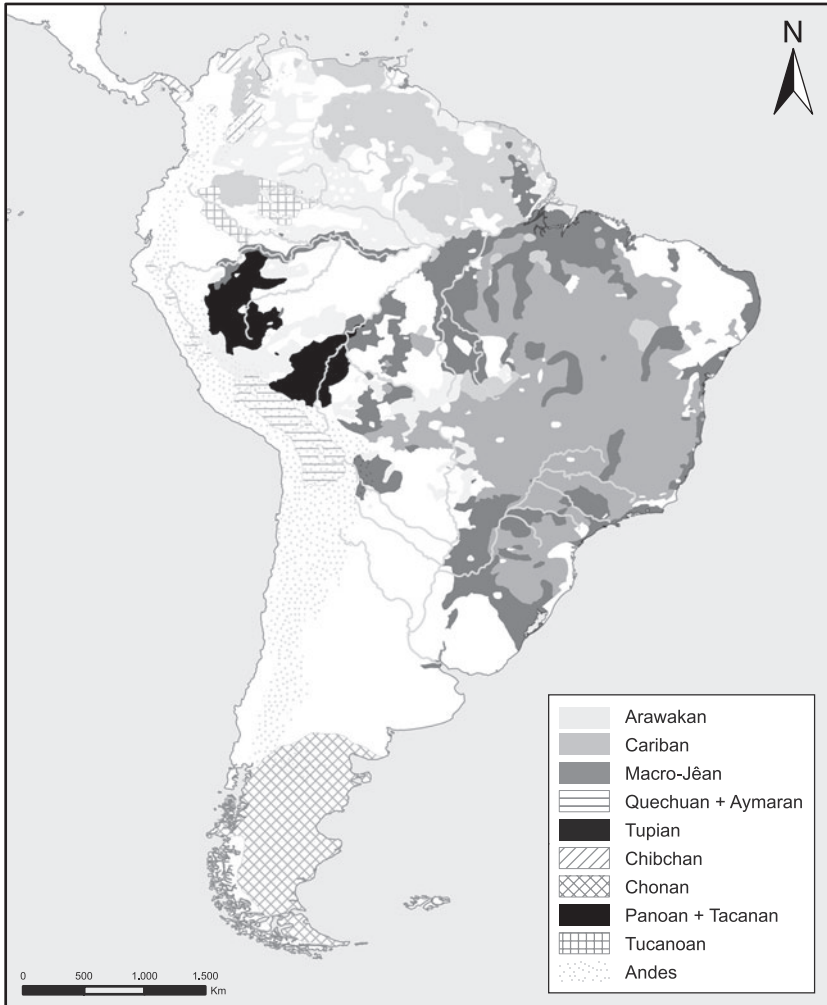 N
Arawakan
Cariban
Macro-Jêan
Quechuan + Aymaran
Tupian
Chibchan
Chonan
Panoan + Tacanan
Tucanoan
Andes
0 500 1.000 1.500
Km